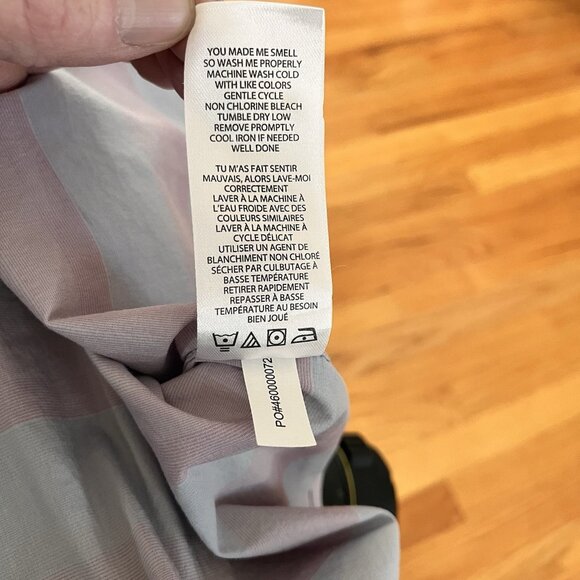 YOU MADE ME SMELL
SO WASH ME PROPERLY
MACHINE WASH COLD
WITH LIKE COLORS
GENTLE CYCLE
NON CHLORINE BLEACH
TUMBLE DRY LOW
REMOVE PROMPTLY
COOL IRON IF NEEDED
WELL DONE
TU M'AS FAIT SENTIR
MAUVAIS, ALORS LAVE-MOI
CORRECTEMENT
LAVER À LA MACHINE À
L'EAU FROIDE AVEC DES
COULEURS SIMILAIRES
LAVER À LA MACHINE À
CYCLE DÉLICAT
UTILISER UN AGENT DE
BLANCHIMENT NON CHLORÉ
SÉCHER PAR CULBUTAGE À
BASSE TEMPÉRATURE
RETIRER RAPIDEMENT
REPASSER À BASSE
TEMPÉRATURE AU BESOIN
BIEN JOUÉ
PO#460000072